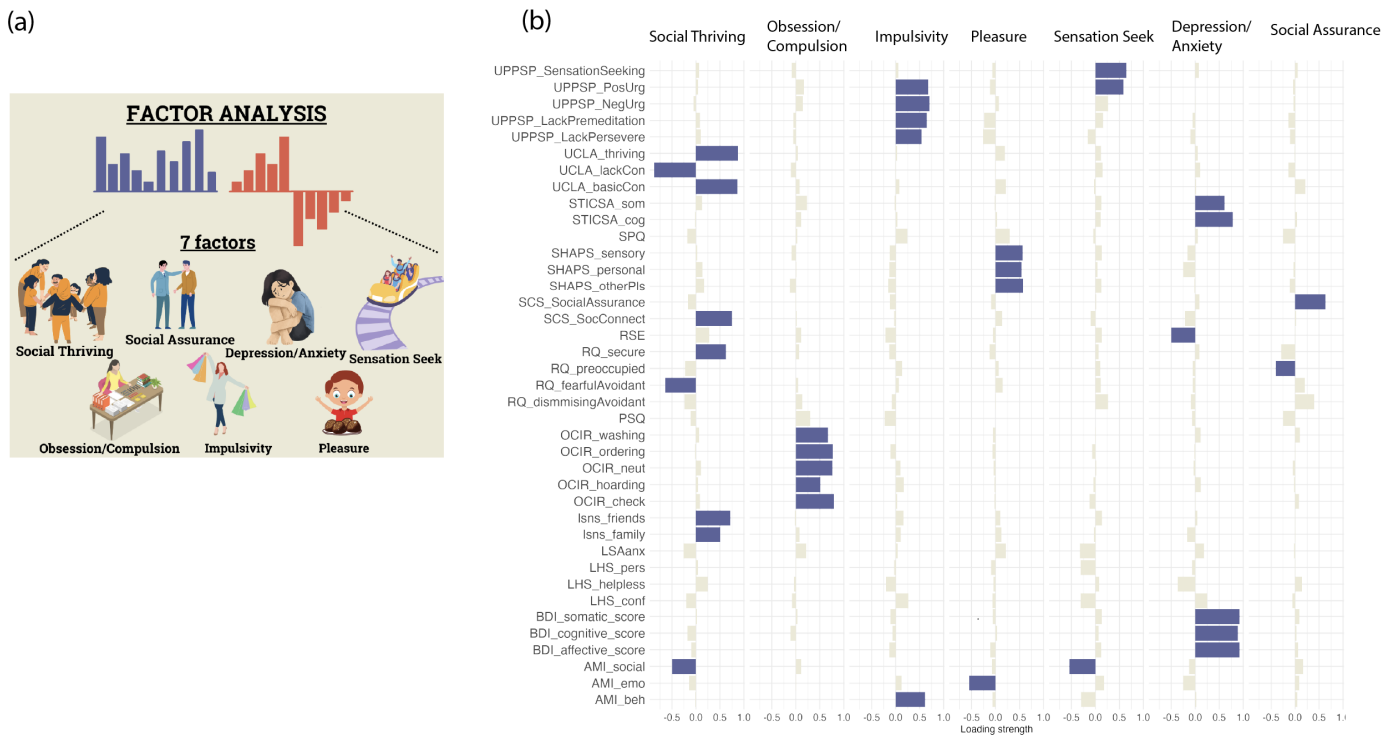 (a)
FACTOR ANALYSIS
7 factors
Social Thriving
Social Assurance
Depression/Anxiety
Sensation Seek
Obsession/Compulsion
Impulsivity
Pleasure
(b)
Social Thriving
Obsession/
Compulsion
Impulsivity
Pleasure
Sensation Seek
Depression/
Anxiety
Social Assurance
UPPSP_SensationSeeking
UPPSP_PosUrg
UPPSP_NegUrg
UPPSP_LackPremeditation
UPPSP_LackPersevere
UCLA_thriving
UCLA_lackCon
UCLA_basicCon
STICSA_som
STICSA_cog
SPQ
SHAPS_sensory
SHAPS_personal
SHAPS_otherPls
SCS_SocialAssurance
SCS_SocConnect
RSE
RQ_secure
RQ_preoccupied
RQ_fearfulAvoidant
RQ_dismmisingAvoidant
PSQ
OCIR_washing
OCIR_ordering
OCIR_neut
OCIR_hoarding
OCIR_check
lsns_friends
lsns_family
LSAanx
LHS_pers
LHS_helpless
LHS_conf
BDI_somatic_score
BDI_cognitive_score
BDI_affective_score
AMI_social
AMI_emo
AMI_beh
-0.5 0.0 0.5 1.0 -0.5 0.0 0.5 1.0 -0.5 0.0 0.5 1.0 -0.5 0.0 0.5 1.0 -0.5 0.0 0.5 1.0 -0.5 0.0 0.5 1.0 -0.5 0.0 0.5 1.0
Loading strength